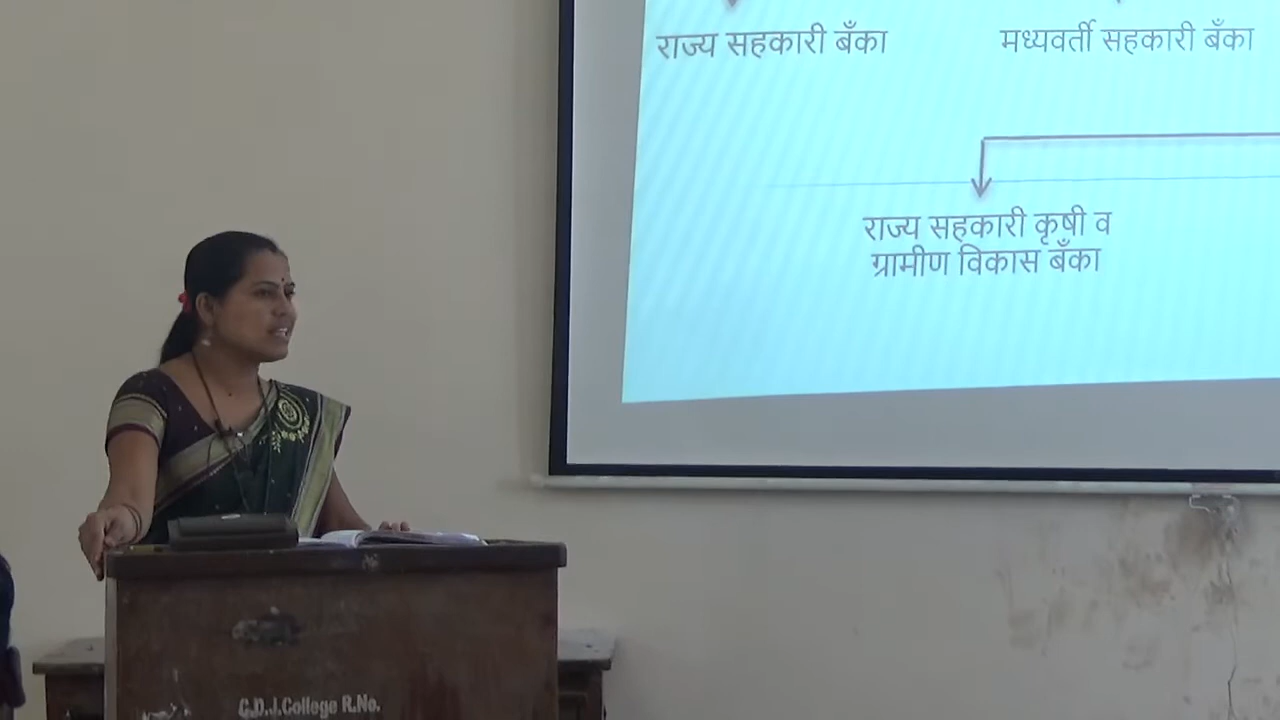 राज्य सहकारी बँका
मध्यवर्ती सहकारी बँका
राज्य सहकारी कृषी व
ग्रामीण विकास बँका
C.D.J.College R.No.